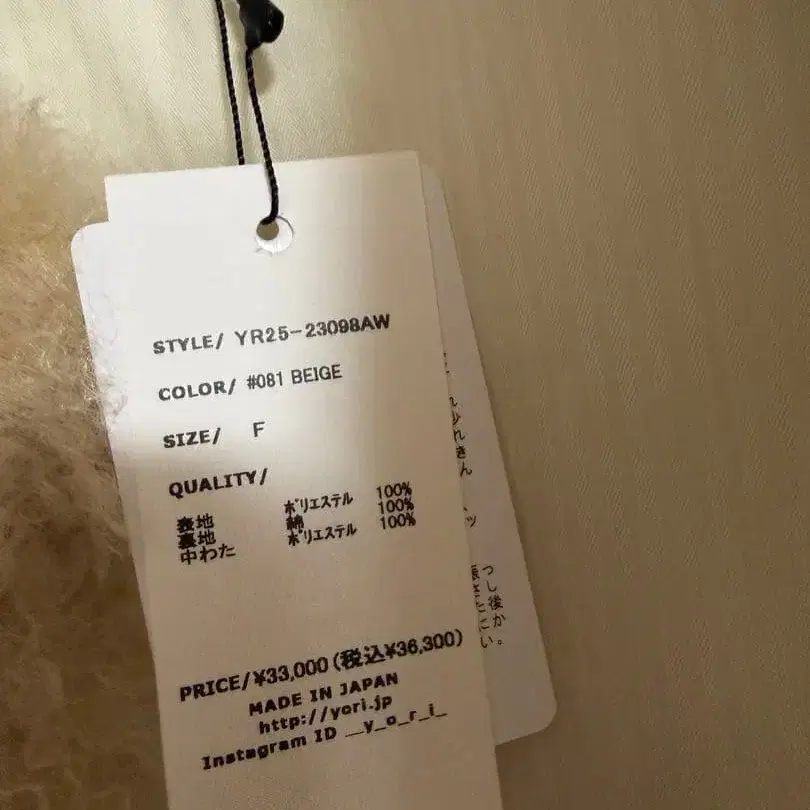 STYLE/ YR25-23098AW
COLOR/ #081 BEIGE
SIZE/ F
QUALITY/
表地 ポリエステル 100%
裏地 綿 100%
中わた ポリエステル 100%
PRICE/¥33,000(税込¥36,300)
MADE IN JAPAN
http://yori.jp
Instagram ID __y_o_r_i_